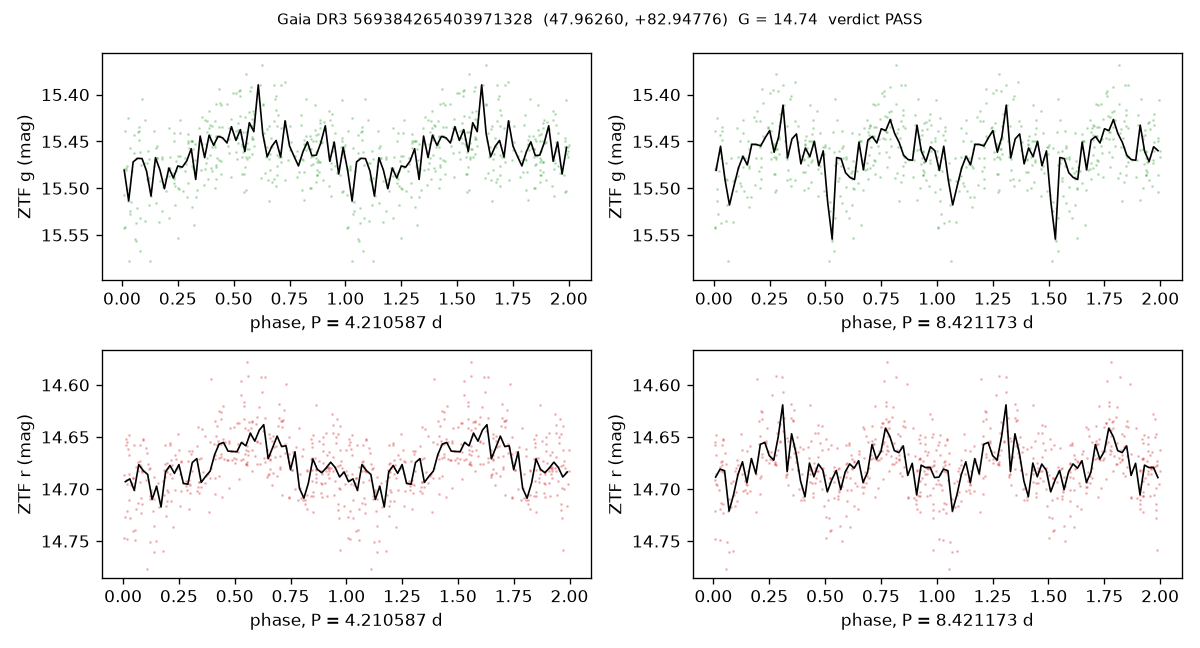 Gaia DR3 569384265403971328 (47.96260, +82.94776) G = 14.74 verdict PASS
ZTF g (mag)
15.40
15.45
15.50
15.55
0.00 0.25 0.50 0.75 1.00 1.25 1.50 1.75 2.00
phase, P = 4.210587 d
ZTF g (mag)
15.40
15.45
15.50
15.55
0.00 0.25 0.50 0.75 1.00 1.25 1.50 1.75 2.00
phase, P = 8.421173 d
ZTF r (mag)
14.60
14.65
14.70
14.75
0.00 0.25 0.50 0.75 1.00 1.25 1.50 1.75 2.00
phase, P = 4.210587 d
ZTF r (mag)
14.60
14.65
14.70
14.75
0.00 0.25 0.50 0.75 1.00 1.25 1.50 1.75 2.00
phase, P = 8.421173 d